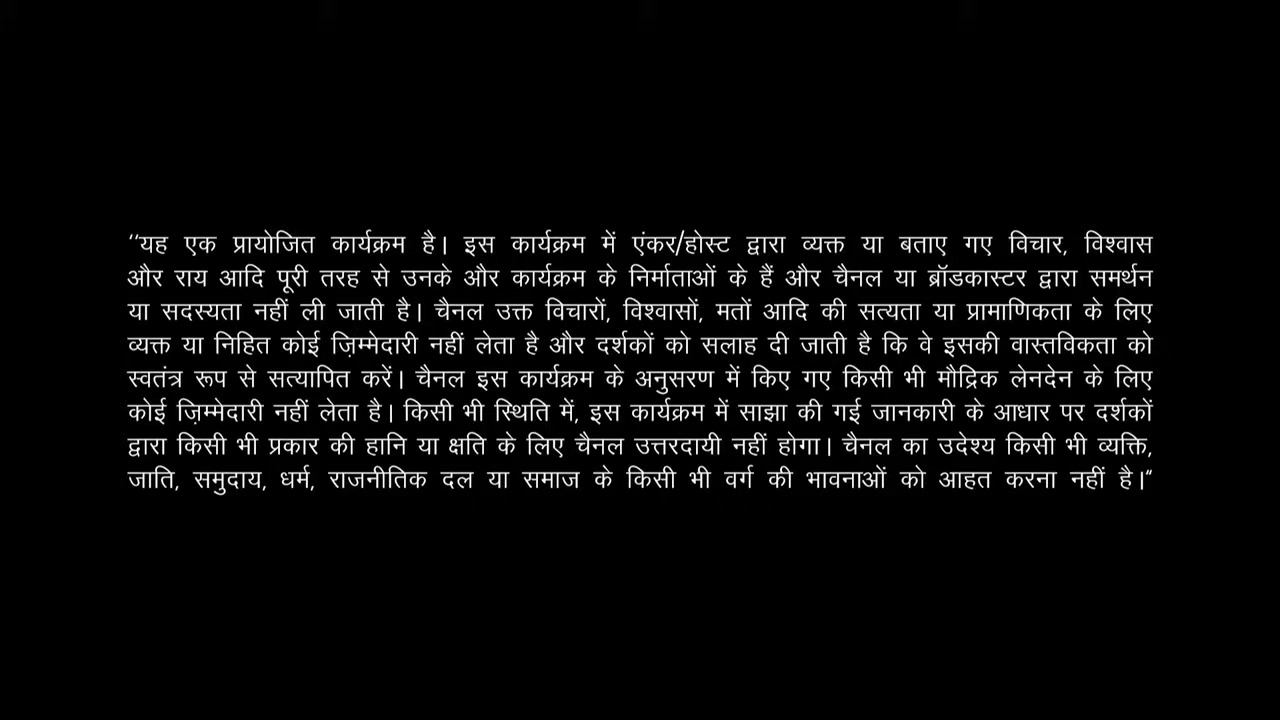 ‘‘यह एक प्रायोजित कार्यक्रम है। इस कार्यक्रम में एंकर/होस्ट द्वारा व्यक्त या बताए गए विचार, विश्वास
और राय आदि पूरी तरह से उनके और कार्यक्रम के निर्माताओं के हैं और चैनल या ब्रॉडकास्टर द्वारा समर्थन
या सदस्यता नहीं ली जाती है। चैनल उक्त विचारों, विश्वासों, मतों आदि की सत्यता या प्रामाणिकता के लिए
व्यक्त या निहित कोई ज़िम्मेदारी नहीं लेता है और दर्शकों को सलाह दी जाती है कि वे इसकी वास्तविकता को
स्वतंत्र रूप से सत्यापित करें। चैनल इस कार्यक्रम के अनुसरण में किए गए किसी भी मौद्रिक लेनदेन के लिए
कोई ज़िम्मेदारी नहीं लेता है। किसी भी स्थिति में, इस कार्यक्रम में साझा की गई जानकारी के आधार पर दर्शकों
द्वारा किसी भी प्रकार की हानि या क्षति के लिए चैनल उत्तरदायी नहीं होगा। चैनल का उदेश्य किसी भी व्यक्ति,
जाति, समुदाय, धर्म, राजनीतिक दल या समाज के किसी भी वर्ग की भावनाओं को आहत करना नहीं है।”